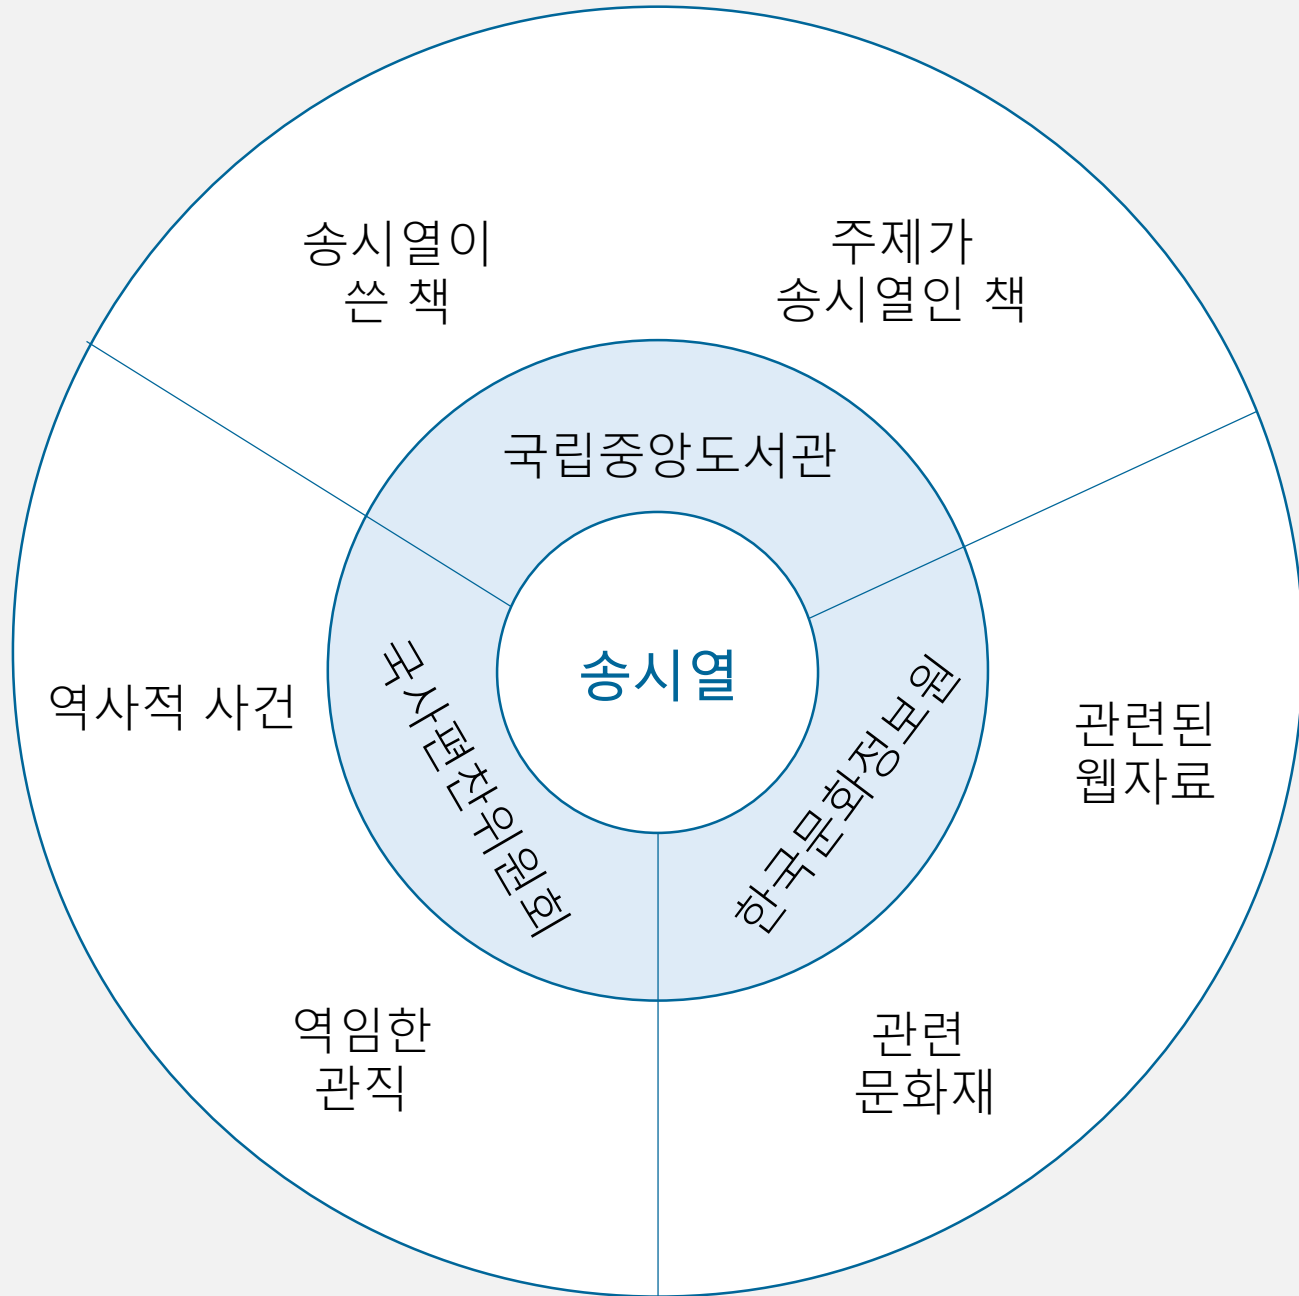 송시열이
쓴 책
주제가
송시열인 책
국립중앙도서관
송시열
국사편찬위원회
한국문화정보원
역사적 사건
관련된
웹자료
역임한
관직
관련
문화재